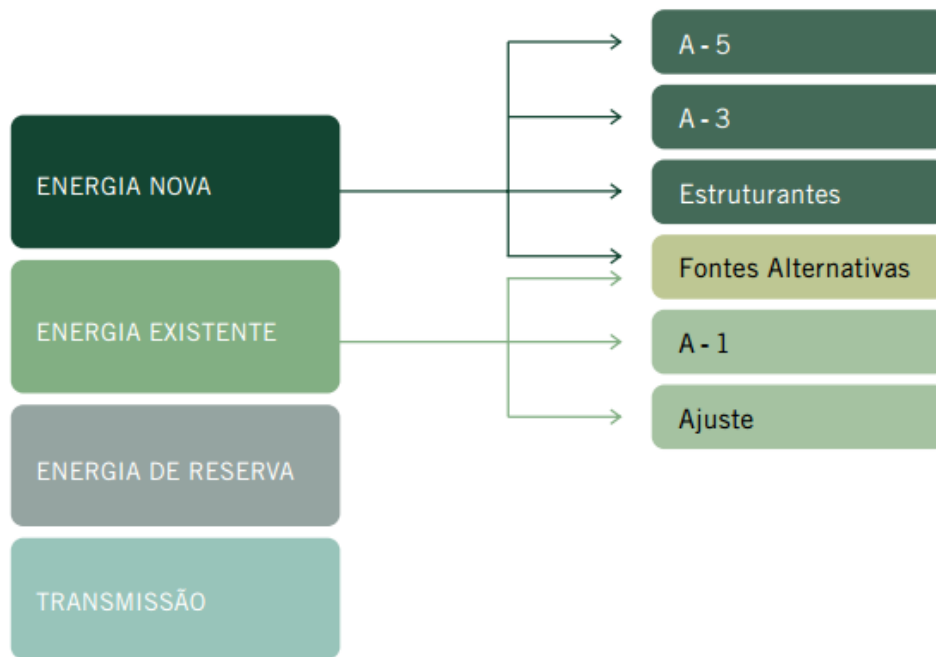 ENERGIA NOVA
ENERGIA EXISTENTE
ENERGIA DE RESERVA
TRANSMISSÃO
A - 5
A - 3
Estruturantes
Fontes Alternativas
A - 1
Ajuste